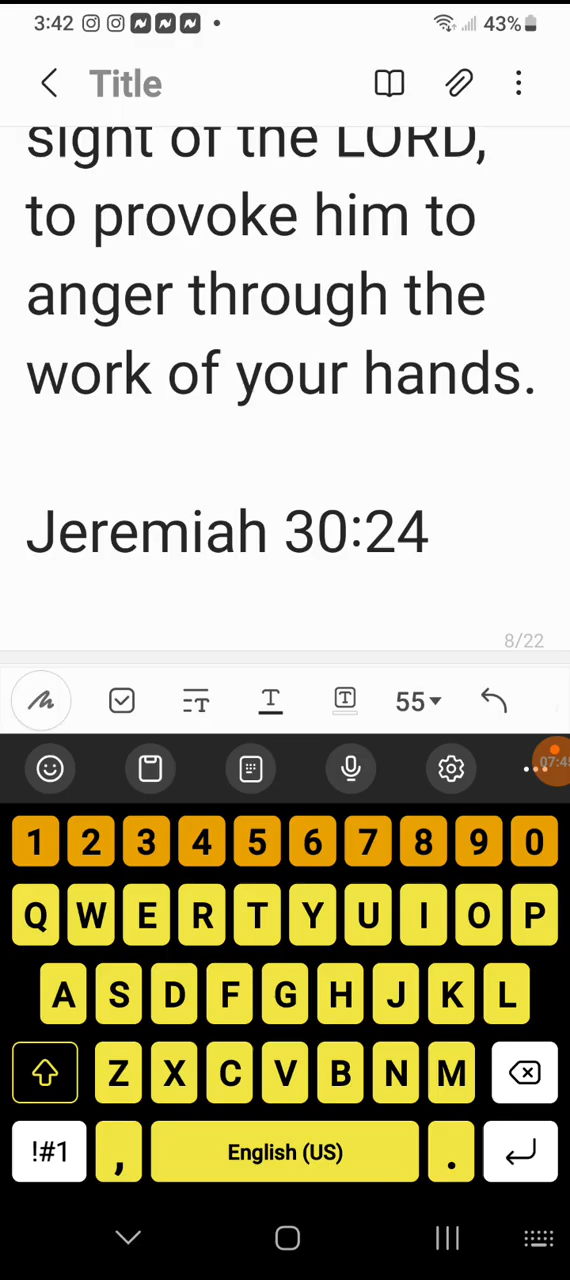 3:42 43%
Title
sight of the LORD,
to provoke him to
anger through the
work of your hands.
Jeremiah 30:24
8/22
55
07:4
1 2 3 4 5 6 7 8 9 0
Q W E R T Y U I O P
A S D F G H J K L
Z X C V B N M
!#1 , English (US) .